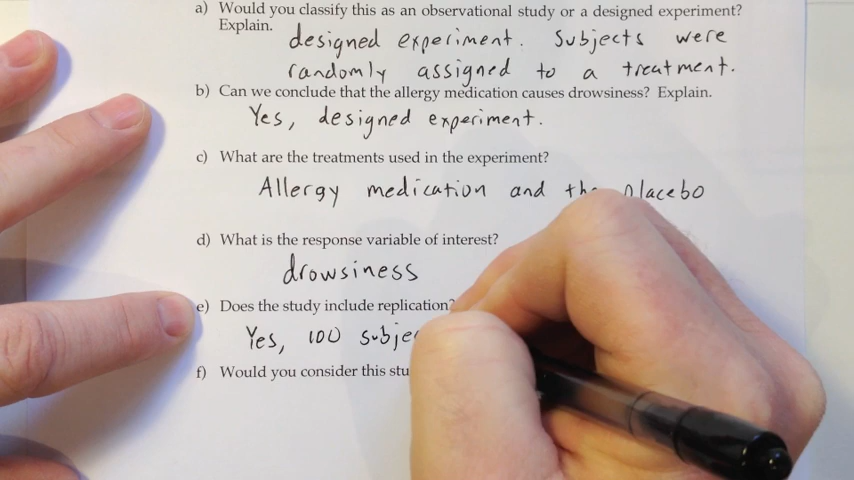 a) Would you classify this as an observational study or a designed experiment?
Explain.
designed experiment. Subjects were
randomly assigned to a treatment.
b) Can we conclude that the allergy medication causes drowsiness? Explain.
Yes, designed experiment.
c) What are the treatments used in the experiment?
Allergy medication and the placebo
d) What is the response variable of interest?
drowsiness
e) Does the study include replication?
Yes, 100
f) Would you consider this